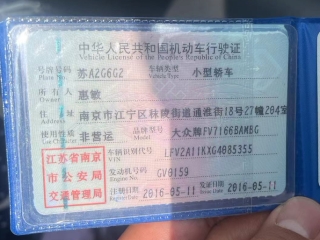 中华人民共和国机动车行驶证
Vehicle License of the People's Republic of China
号牌号码 苏A2G6G2 车辆类型 小型轿车
Plate No. Vehicle Type
所有人 惠敏
Owner
住址 南京市江宁区秣陵街道通淮街18号27幢204室
Address
使用性质 非营运 品牌型号 大众牌FV7166BAMBG
Use Character Model
江苏省南京市公安局交通管理局
车辆识别代号 LFV2A11KXG4085355
VIN
发动机号码 GV0159
Engine No.
注册日期 2016-05-11 发证日期 2016-05-11
Register Date Issue Date